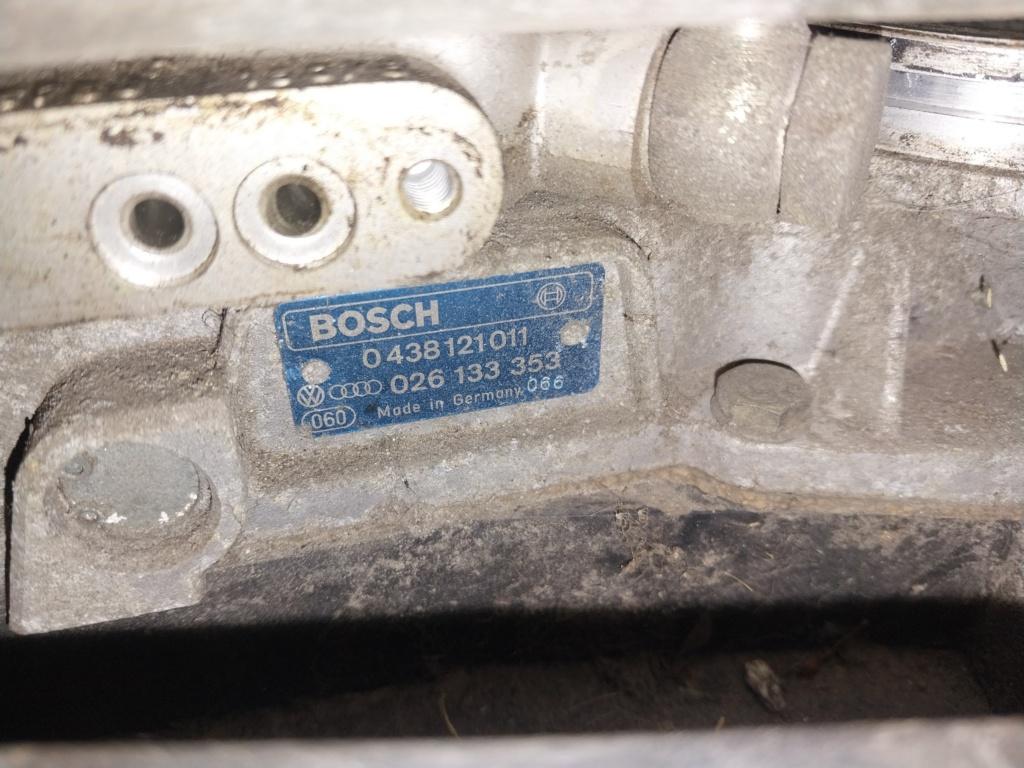 BOSCH
0 438 121 011
026 133 353
060 Made in Germany 066